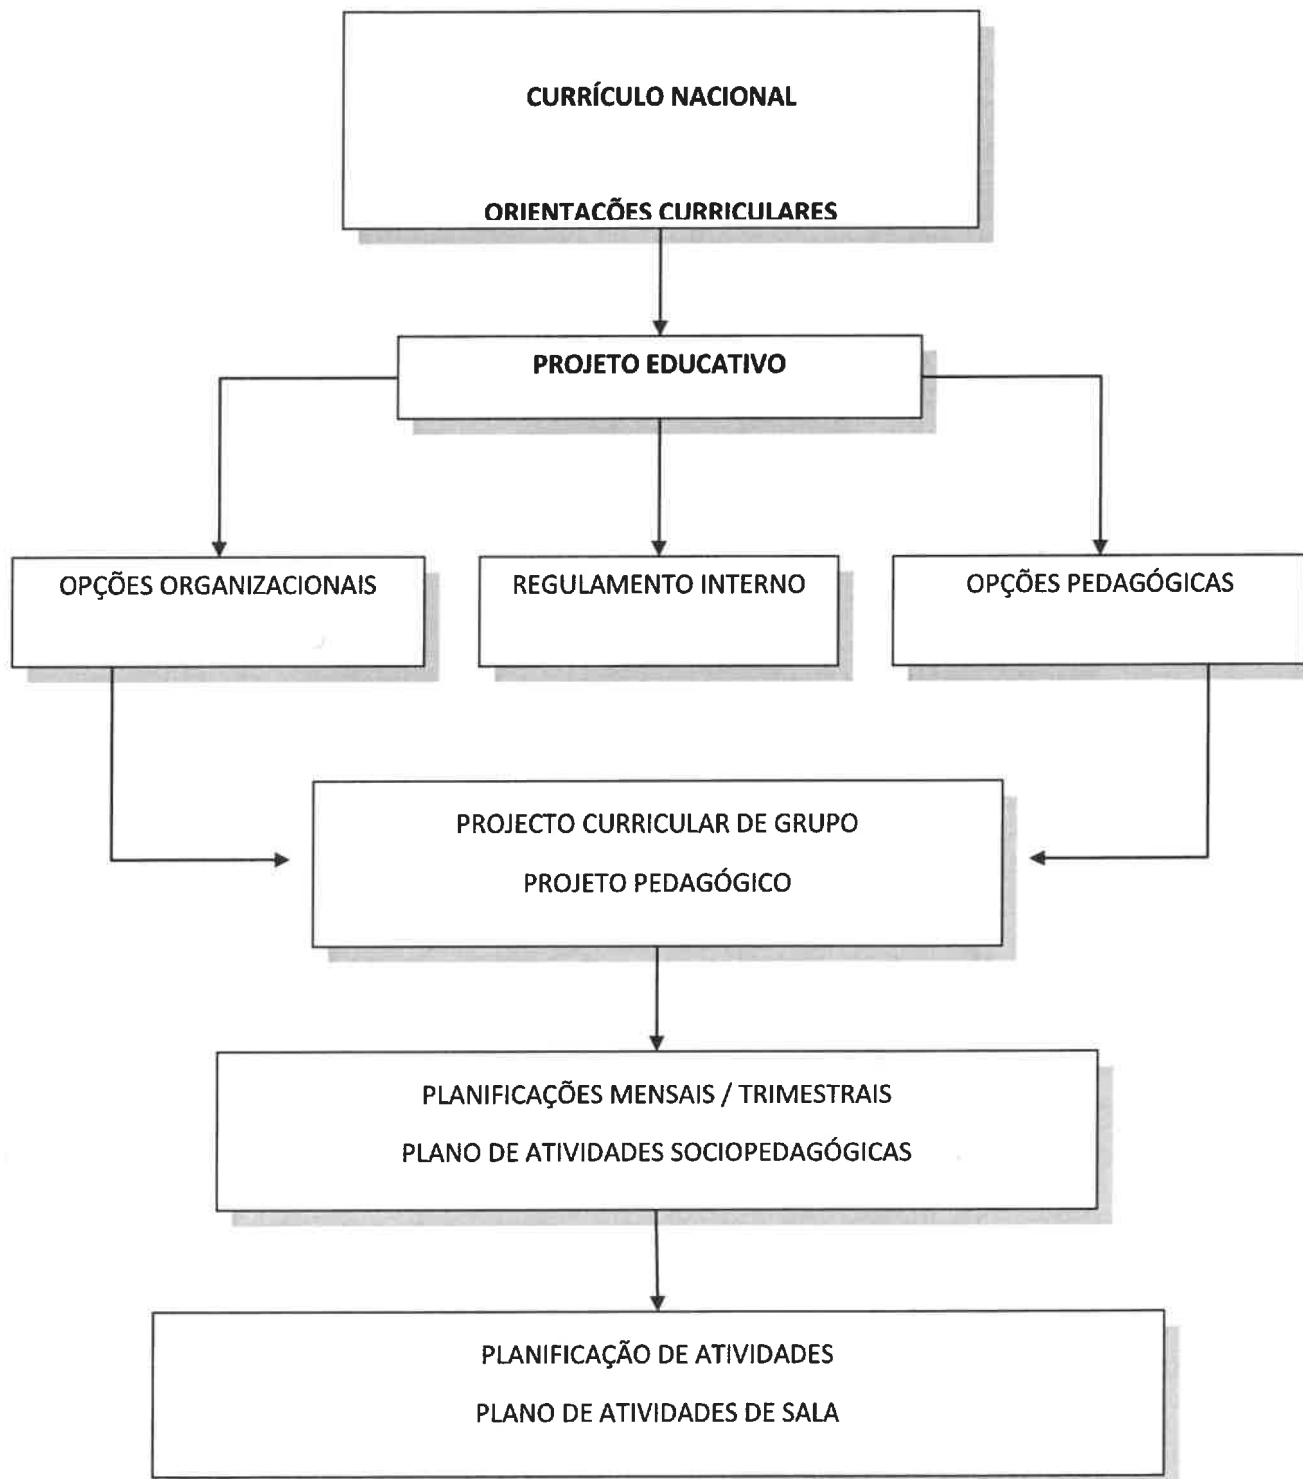 CURRÍCULO NACIONAL
ORIENTAÇÕES CURRICULARES
PROJETO EDUCATIVO
OPÇÕES ORGANIZACIONAIS
REGULAMENTO INTERNO
OPÇÕES PEDAGÓGICAS
PROJECTO CURRICULAR DE GRUPO
PROJETO PEDAGÓGICO
PLANIFICAÇÕES MENSAIS / TRIMESTRAIS
PLANO DE ATIVIDADES SOCIOPEDAGÓGICAS
PLANIFICAÇÃO DE ATIVIDADES
PLANO DE ATIVIDADES DE SALA